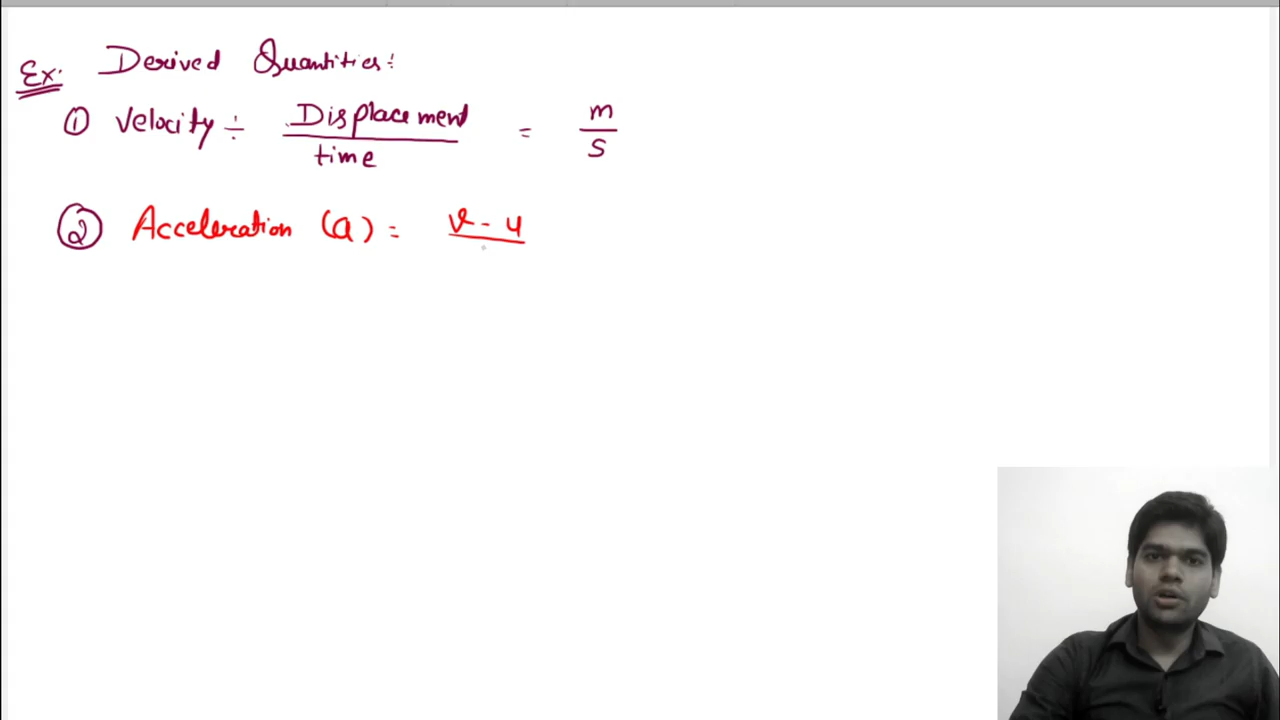 Ex: Derived Quantities:
① Velocity ÷ Displacement / time = m / s
② Acceleration (a) = v - u